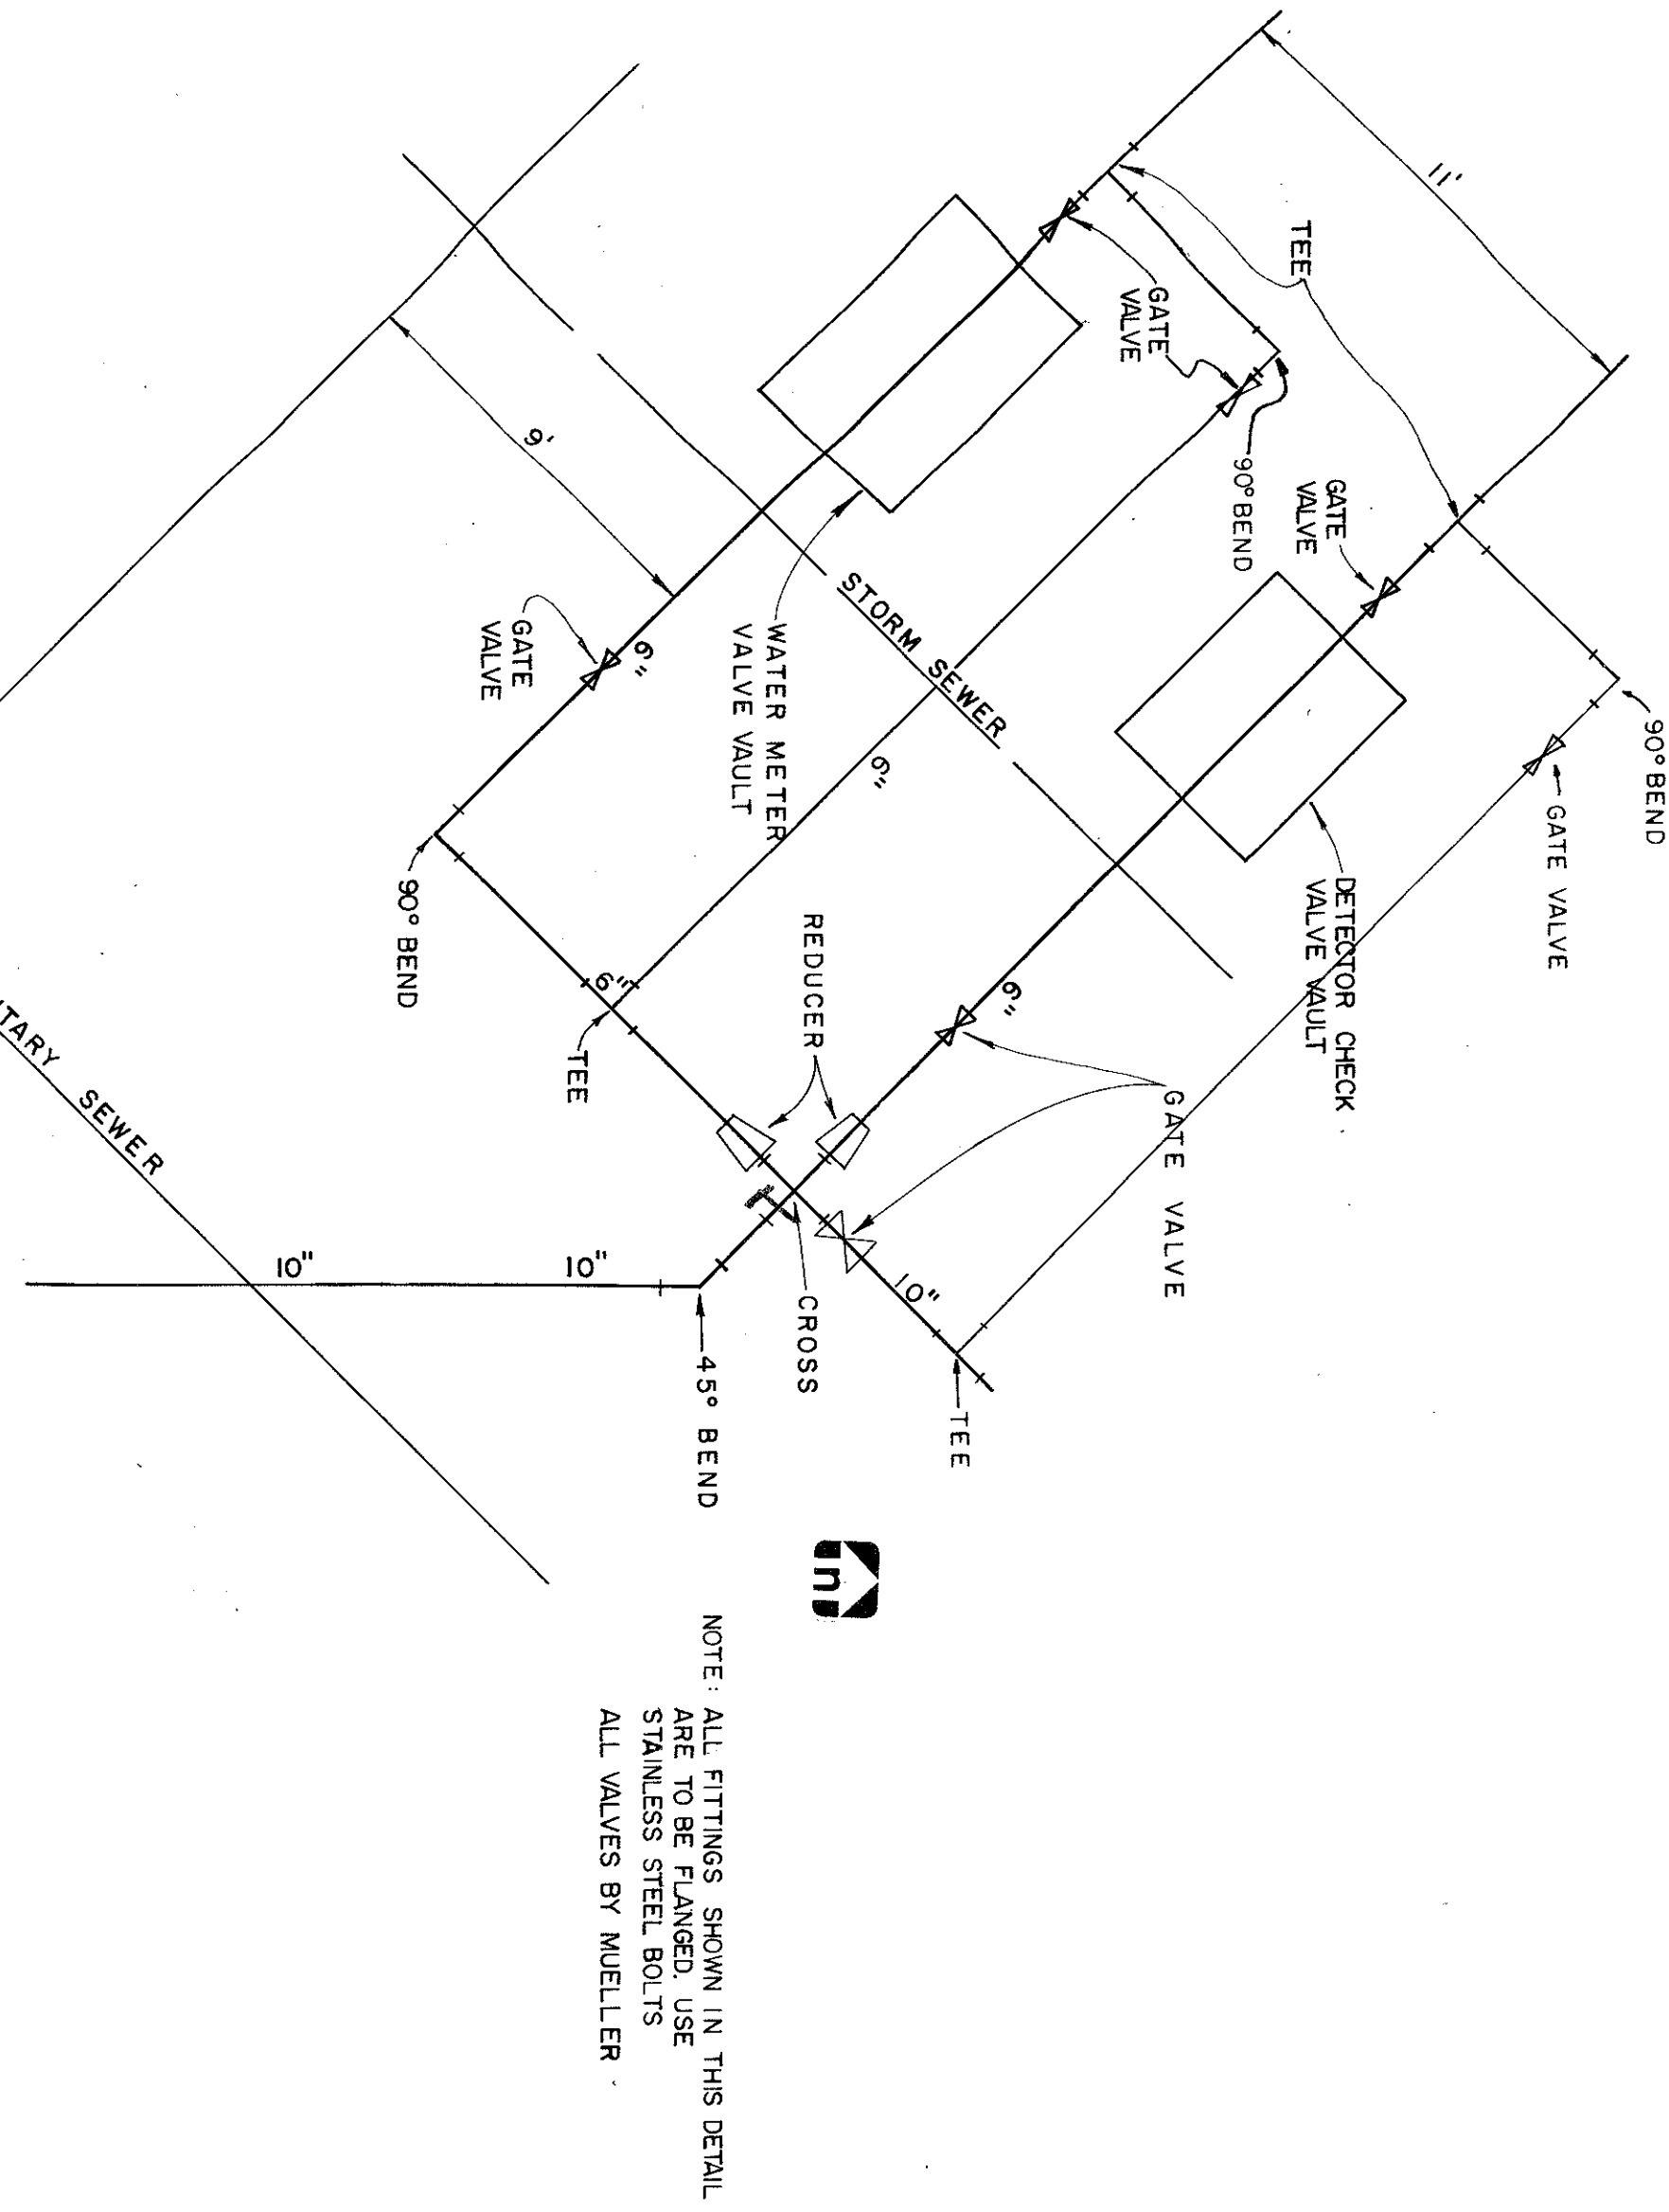 90° BEND
GATE VALVE
11'
TEE
GATE
VALVE
DETECTOR CHECK
VALVE VAULT
90° BEND
GATE
VALVE
GATE VALVE
TEE
6"
10"
STORM SEWER
6"
REDUCER
CROSS
WATER METER
VALVE VAULT
9'
6"
GATE
VALVE
6"
TEE
45° BEND
90° BEND
10"
10"
TARY SEWER
n
NOTE: ALL FITTINGS SHOWN IN THIS DETAIL
ARE TO BE FLANGED. USE
STAINLESS STEEL BOLTS
ALL VALVES BY MUELLER